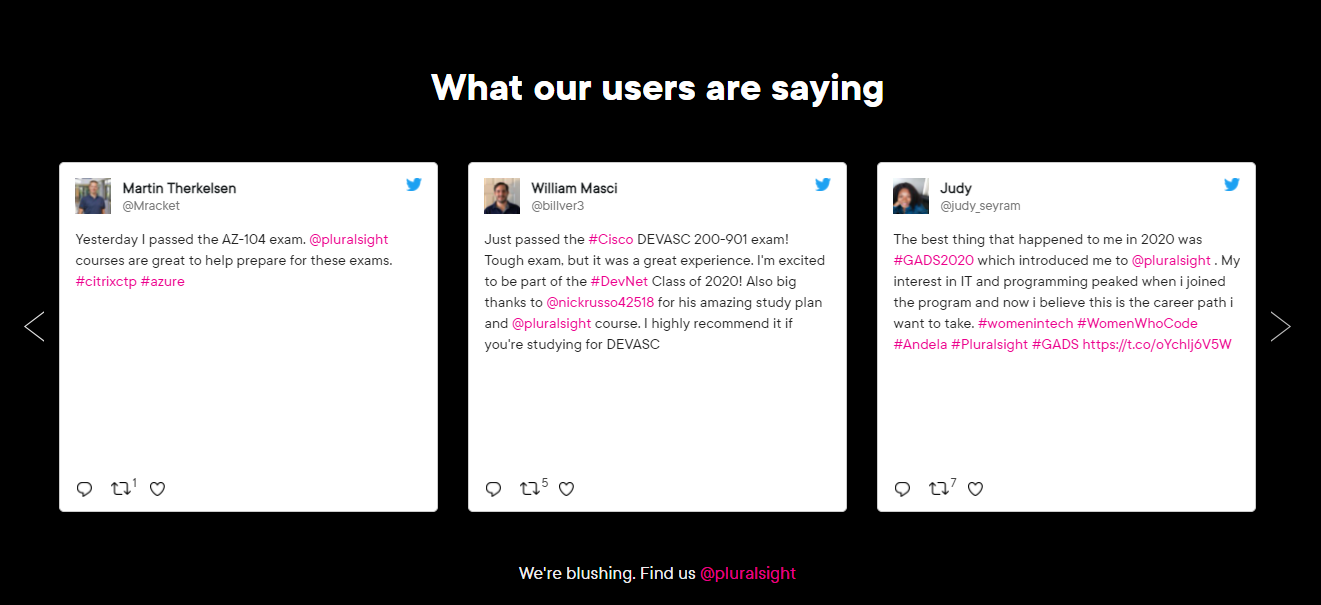 What our users are saying
Martin Therkelsen
@Mracket
Yesterday I passed the AZ-104 exam. @pluralsight
courses are great to help prepare for these exams.
#citrixctp #azure
1
William Masci
@billver3
Just passed the #Cisco DEVASC 200-901 exam!
Tough exam, but it was a great experience. I'm excited
to be part of the #DevNet Class of 2020! Also big
thanks to @nickrusso42518 for his amazing study plan
and @pluralsight course. I highly recommend it if
you're studying for DEVASC
5
Judy
@judy_seyram
The best thing that happened to me in 2020 was
#GADS2020 which introduced me to @pluralsight . My
interest in IT and programming peaked when i joined
the program and now i believe this is the career path i
want to take. #womenintech #WomenWhoCode
#Andela #Pluralsight #GADS https://t.co/oYchlj6V5W
7
We're blushing. Find us @pluralsight